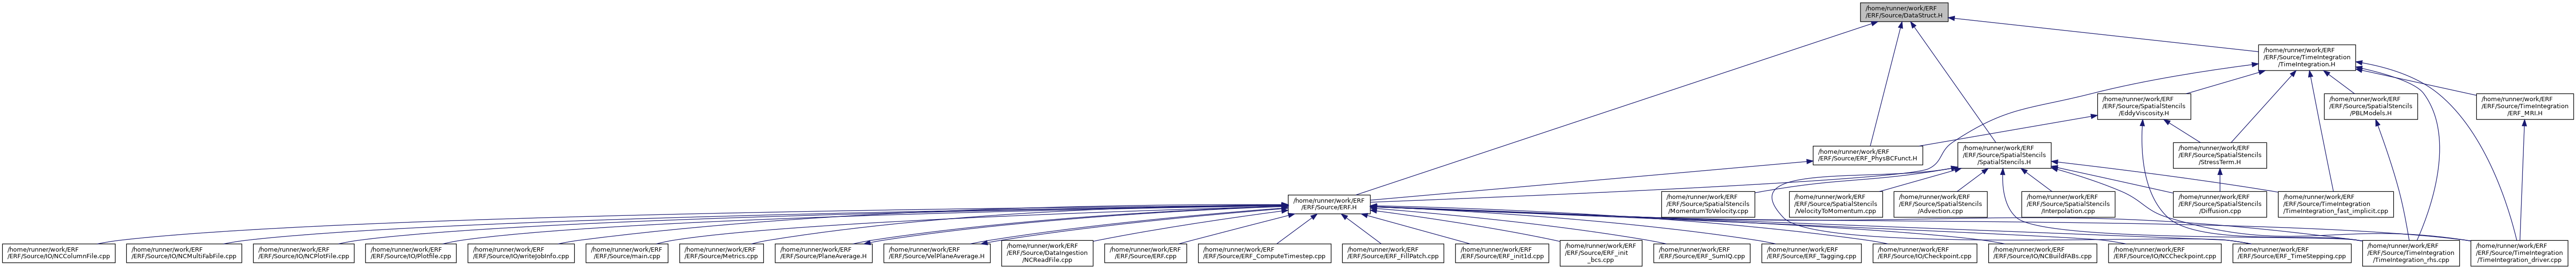 /home/runner/work/ERF
/ERF/Source/DataStruct.H
/home/runner/work/ERF
/ERF/Source/TimeIntegration
/TimeIntegration.H
/home/runner/work/ERF
/ERF/Source/SpatialStencils
/EddyViscosity.H
/home/runner/work/ERF
/ERF/Source/SpatialStencils
/PBLModels.H
/home/runner/work/ERF
/ERF/Source/TimeIntegration
/ERF_MRI.H
/home/runner/work/ERF
/ERF/Source/ERF_PhysBCFunct.H
/home/runner/work/ERF
/ERF/Source/SpatialStencils
/SpatialStencils.H
/home/runner/work/ERF
/ERF/Source/SpatialStencils
/StressTerm.H
/home/runner/work/ERF
/ERF/Source/ERF.H
/home/runner/work/ERF
/ERF/Source/SpatialStencils
/MomentumToVelocity.cpp
/home/runner/work/ERF
/ERF/Source/SpatialStencils
/VelocityToMomentum.cpp
/home/runner/work/ERF
/ERF/Source/SpatialStencils
/Advection.cpp
/home/runner/work/ERF
/ERF/Source/SpatialStencils
/Interpolation.cpp
/home/runner/work/ERF
/ERF/Source/SpatialStencils
/Diffusion.cpp
/home/runner/work/ERF
/ERF/Source/TimeIntegration
/TimeIntegration_fast_implicit.cpp
/home/runner/work/ERF
/ERF/Source/IO/NCColumnFile.cpp
/home/runner/work/ERF
/ERF/Source/IO/NCMultiFabFile.cpp
/home/runner/work/ERF
/ERF/Source/IO/NCPlotFile.cpp
/home/runner/work/ERF
/ERF/Source/IO/Plotfile.cpp
/home/runner/work/ERF
/ERF/Source/IO/writeJobInfo.cpp
/home/runner/work/ERF
/ERF/Source/main.cpp
/home/runner/work/ERF
/ERF/Source/Metrics.cpp
/home/runner/work/ERF
/ERF/Source/PlaneAverage.H
/home/runner/work/ERF
/ERF/Source/VelPlaneAverage.H
/home/runner/work/ERF
/ERF/Source/DataIngestion
/NCReadFile.cpp
/home/runner/work/ERF
/ERF/Source/ERF.cpp
/home/runner/work/ERF
/ERF/Source/ERF_ComputeTimestep.cpp
/home/runner/work/ERF
/ERF/Source/ERF_FillPatch.cpp
/home/runner/work/ERF
/ERF/Source/ERF_init1d.cpp
/home/runner/work/ERF
/ERF/Source/ERF_init
_bcs.cpp
/home/runner/work/ERF
/ERF/Source/ERF_SumIQ.cpp
/home/runner/work/ERF
/ERF/Source/ERF_Tagging.cpp
/home/runner/work/ERF
/ERF/Source/IO/Checkpoint.cpp
/home/runner/work/ERF
/ERF/Source/IO/NCBuildFABs.cpp
/home/runner/work/ERF
/ERF/Source/IO/NCCheckpoint.cpp
/home/runner/work/ERF
/ERF/Source/ERF_TimeStepping.cpp
/home/runner/work/ERF
/ERF/Source/TimeIntegration
/TimeIntegration_rhs.cpp
/home/runner/work/ERF
/ERF/Source/TimeIntegration
/TimeIntegration_driver.cpp